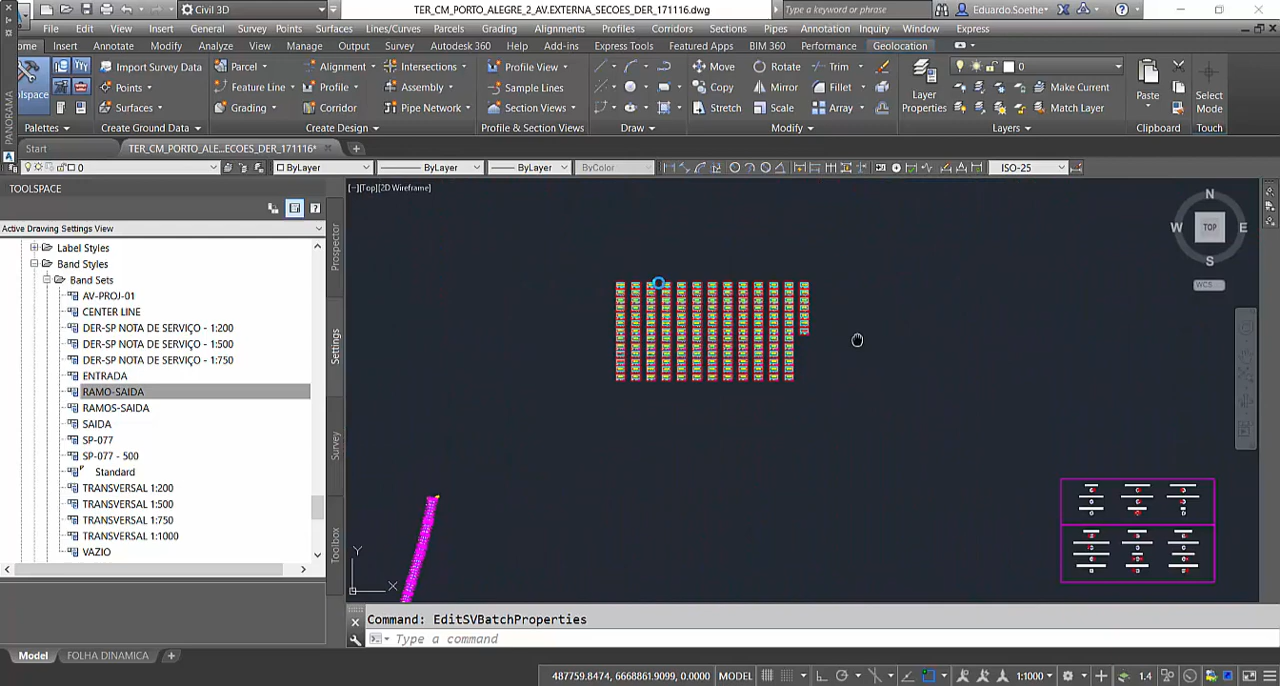 Civil 3D
TER_CM_PORTO_ALEGRE_2_AV.EXTERNA_SECOES_DER_171116.dwg
Type a keyword or phrase
Eduardo.Soethe
File Edit View Insert General Survey Points Surfaces Lines/Curves Parcels Grading Alignments Profiles Corridors Sections Pipes Annotation Inquiry Window Express
ome Insert Annotate Modify Analyze View Manage Output Survey Autodesk 360 Help Add-ins Express Tools Featured Apps BIM 360 Performance Geolocation
Import Survey Data Parcel Alignment Intersections Profile View Move Rotate Trim 0
lspace Points Feature Line Profile Assembly Sample Lines Copy Mirror Fillet Layer Properties Make Current Paste Select Mode
Surfaces Grading Corridor Pipe Network Section Views Stretch Scale Array Match Layer
Palettes Create Ground Data Create Design Profile & Section Views Draw Modify Layers Clipboard Touch
PANORAMA
Start TER_CM_PORTO_ALE...ECOES_DER_171116*
0 ByLayer ByLayer ByLayer ByColor ISO-25
TOOLSPACE
[−][Top][2D Wireframe]
Active Drawing Settings View
Label Styles
Band Styles
Band Sets
AV-PROJ-01
CENTER LINE
DER-SP NOTA DE SERVIÇO - 1:200
DER-SP NOTA DE SERVIÇO - 1:500
DER-SP NOTA DE SERVIÇO - 1:750
ENTRADA
RAMO-SAIDA
RAMOS-SAIDA
SAIDA
SP-077
SP-077 - 500
Standard
TRANSVERSAL 1:200
TRANSVERSAL 1:500
TRANSVERSAL 1:750
TRANSVERSAL 1:1000
VAZIO
Prospector
Settings
Survey
Toolbox
N
W TOP E
S
WCS
Y
X
Command: EditSVBatchProperties
Type a command
Model FOLHA DINAMICA
487759.8474, 6668861.9099, 0.0000 MODEL 1:1000 1.4